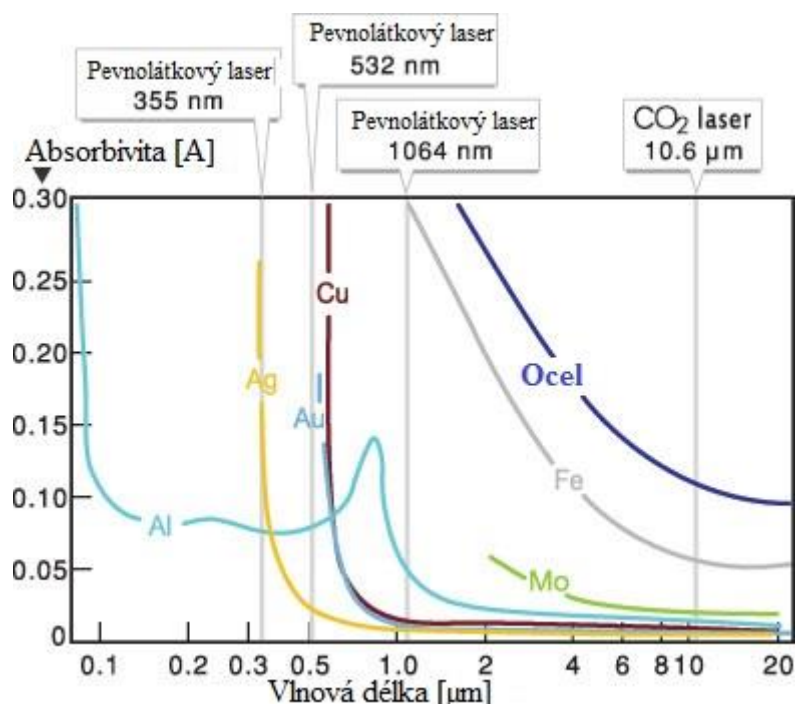 Pevnolátkový laser
532 nm
Pevnolátkový laser
355 nm
Pevnolátkový laser
1064 nm
CO2 laser
10.6 µm
Absorbivita [A]
0.30
0.25
0.20
0.15
0.10
0.05
0
Cu
Ag
Au
Ocel
Fe
Al
Mo
0.1 0.2 0.3 0.5 1.0 2 4 6 8 10 20
Vlnová délka [µm]